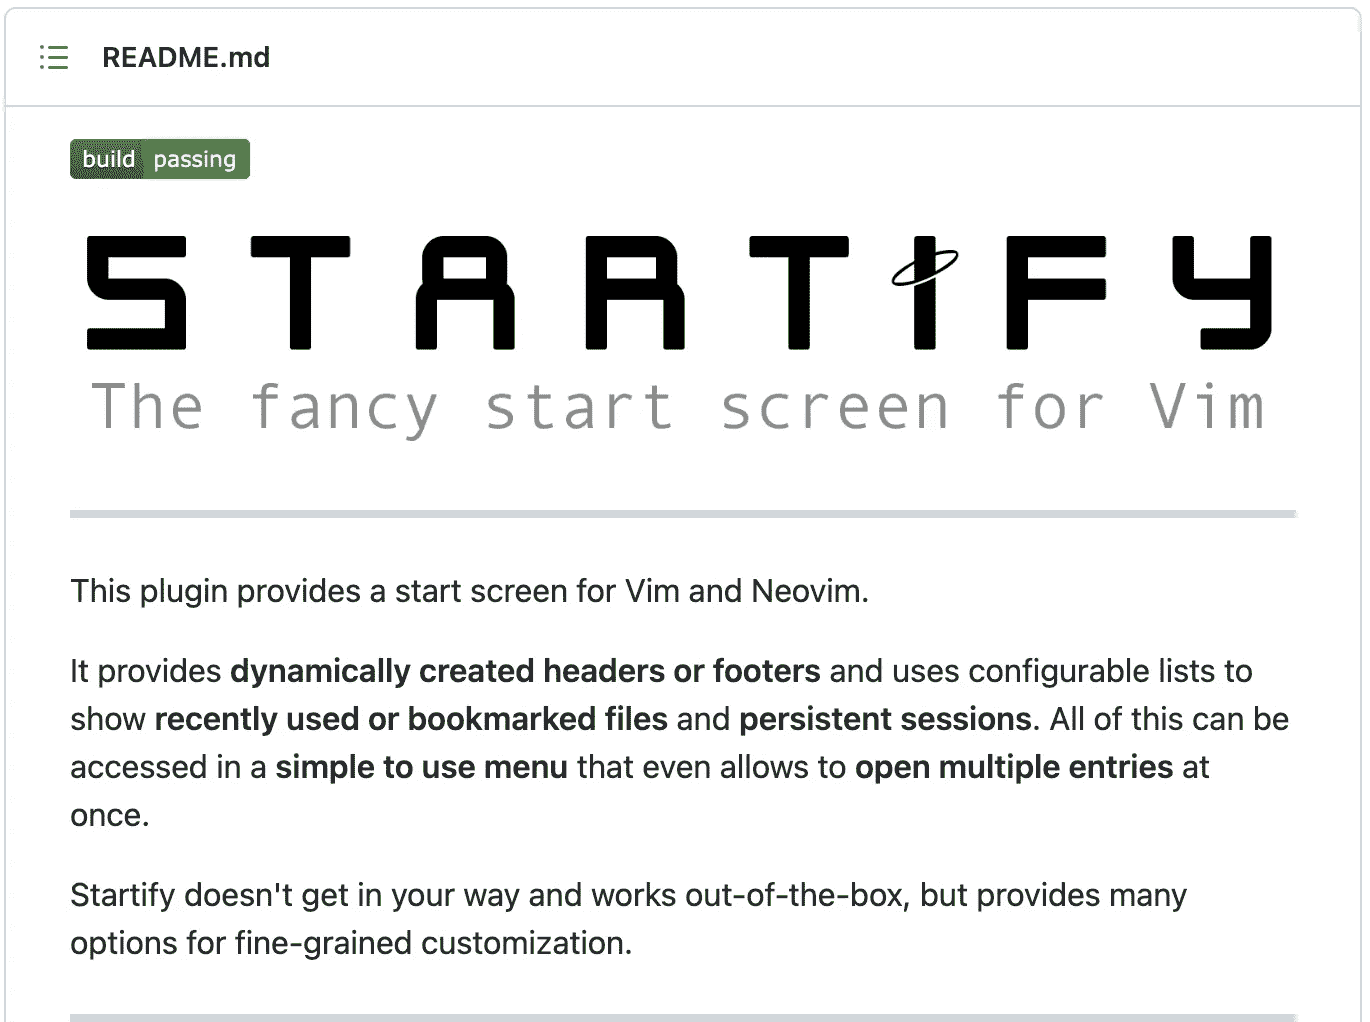 README.md
build passing
STARTIFY
The fancy start screen for Vim
This plugin provides a start screen for Vim and Neovim.
It provides dynamically created headers or footers and uses configurable lists to
show recently used or bookmarked files and persistent sessions. All of this can be
accessed in a simple to use menu that even allows to open multiple entries at
once.
Startify doesn't get in your way and works out-of-the-box, but provides many
options for fine-grained customization.